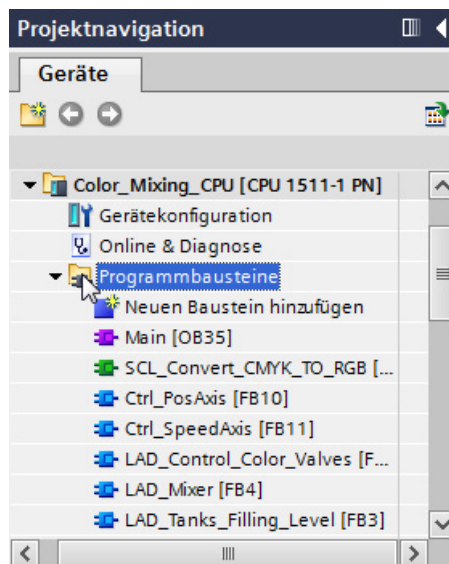 Projektnavigation
Geräte
Color_Mixing_CPU [CPU 1511-1 PN]
Gerätekonfiguration
Online & Diagnose
Programmbausteine
Neuen Baustein hinzufügen
Main [OB35]
SCL_Convert_CMYK_TO_RGB [...
Ctrl_PosAxis [FB10]
Ctrl_SpeedAxis [FB11]
LAD_Control_Color_Valves [F...
LAD_Mixer [FB4]
LAD_Tanks_Filling_Level [FB3]